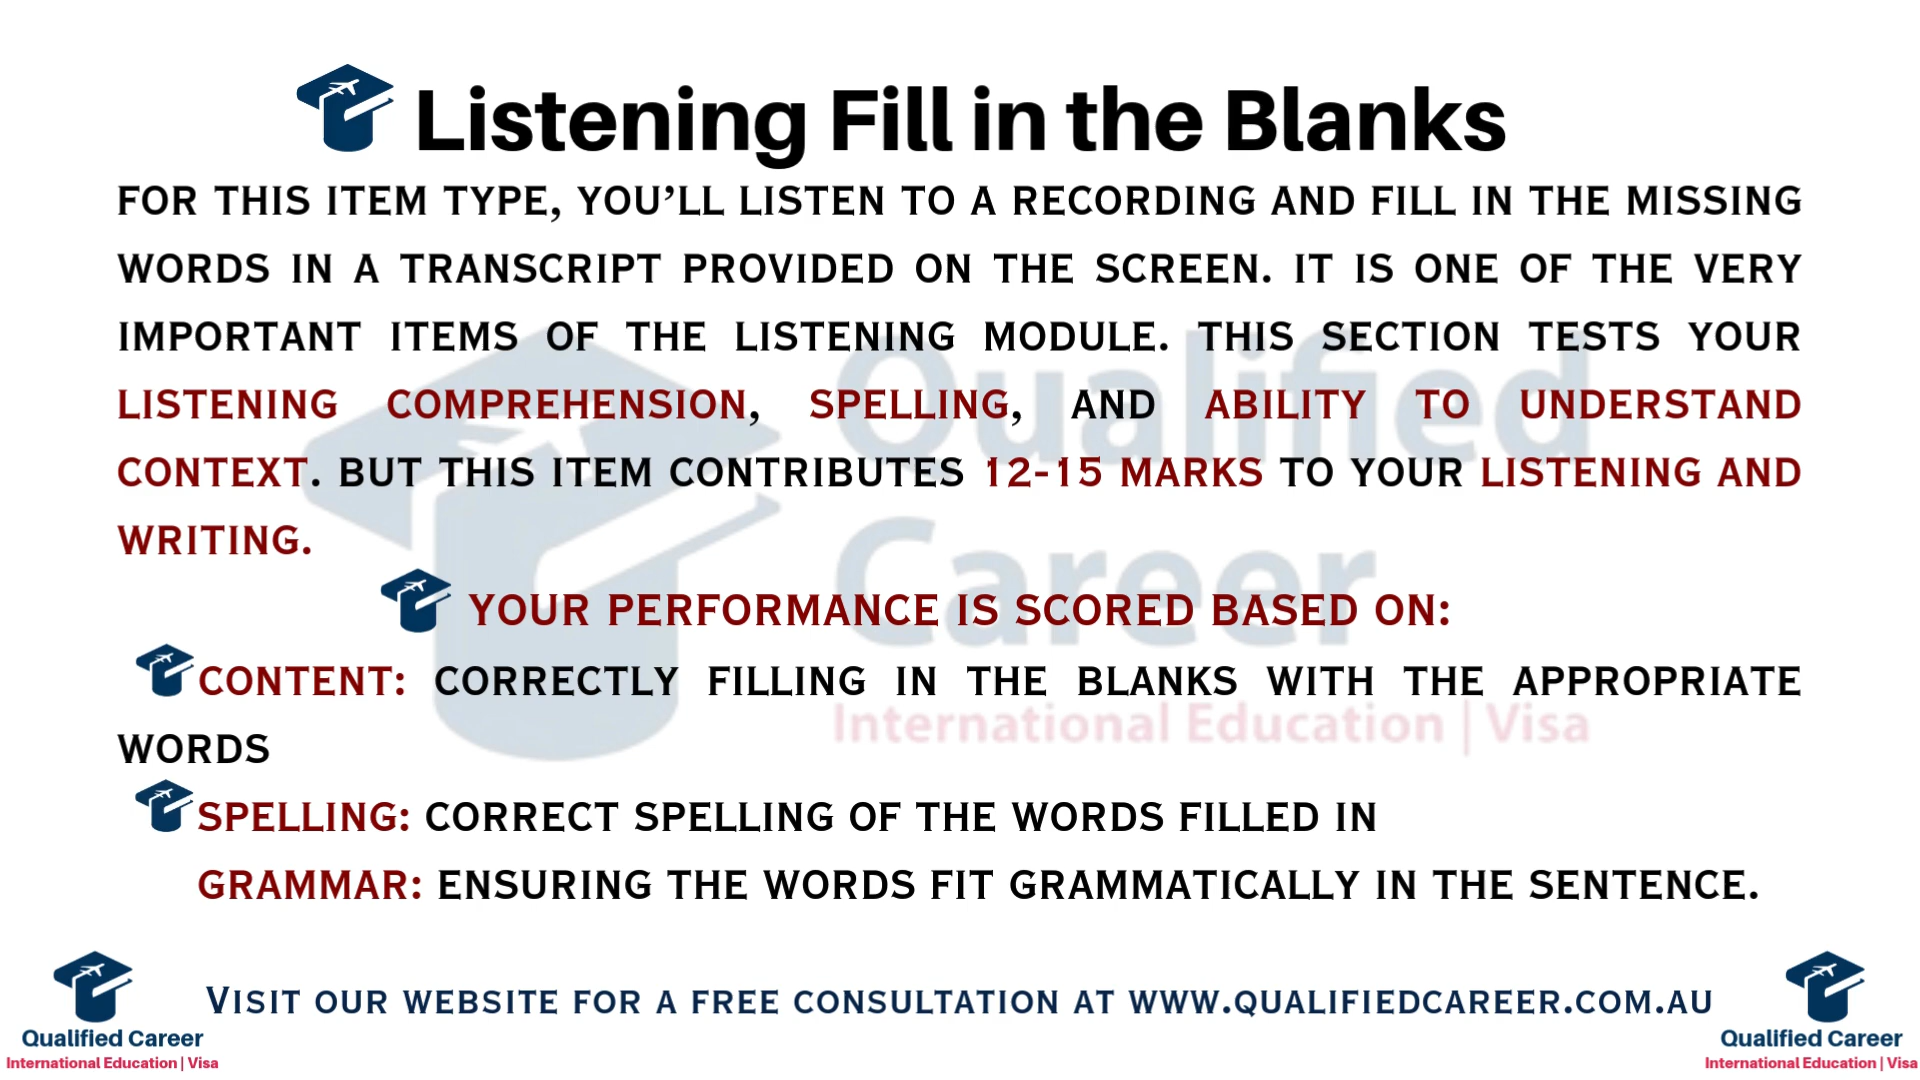 Listening Fill in the Blanks
FOR THIS ITEM TYPE, YOU'LL LISTEN TO A RECORDING AND FILL IN THE MISSING
WORDS IN A TRANSCRIPT PROVIDED ON THE SCREEN. IT IS ONE OF THE VERY
IMPORTANT ITEMS OF THE LISTENING MODULE. THIS SECTION TESTS YOUR
LISTENING COMPREHENSION, SPELLING, AND ABILITY TO UNDERSTAND
CONTEXT. BUT THIS ITEM CONTRIBUTES 12-15 MARKS TO YOUR LISTENING AND
WRITING.
YOUR PERFORMANCE IS SCORED BASED ON:
CONTENT: CORRECTLY FILLING IN THE BLANKS WITH THE APPROPRIATE
WORDS
SPELLING: CORRECT SPELLING OF THE WORDS FILLED IN
GRAMMAR: ENSURING THE WORDS FIT GRAMMATICALLY IN THE SENTENCE.
Qualified
Career
International Education | Visa
VISIT OUR WEBSITE FOR A FREE CONSULTATION AT WWW.QUALIFIEDCAREER.COM.AU
Qualified Career
International Education | Visa
Qualified Career
International Education | Visa